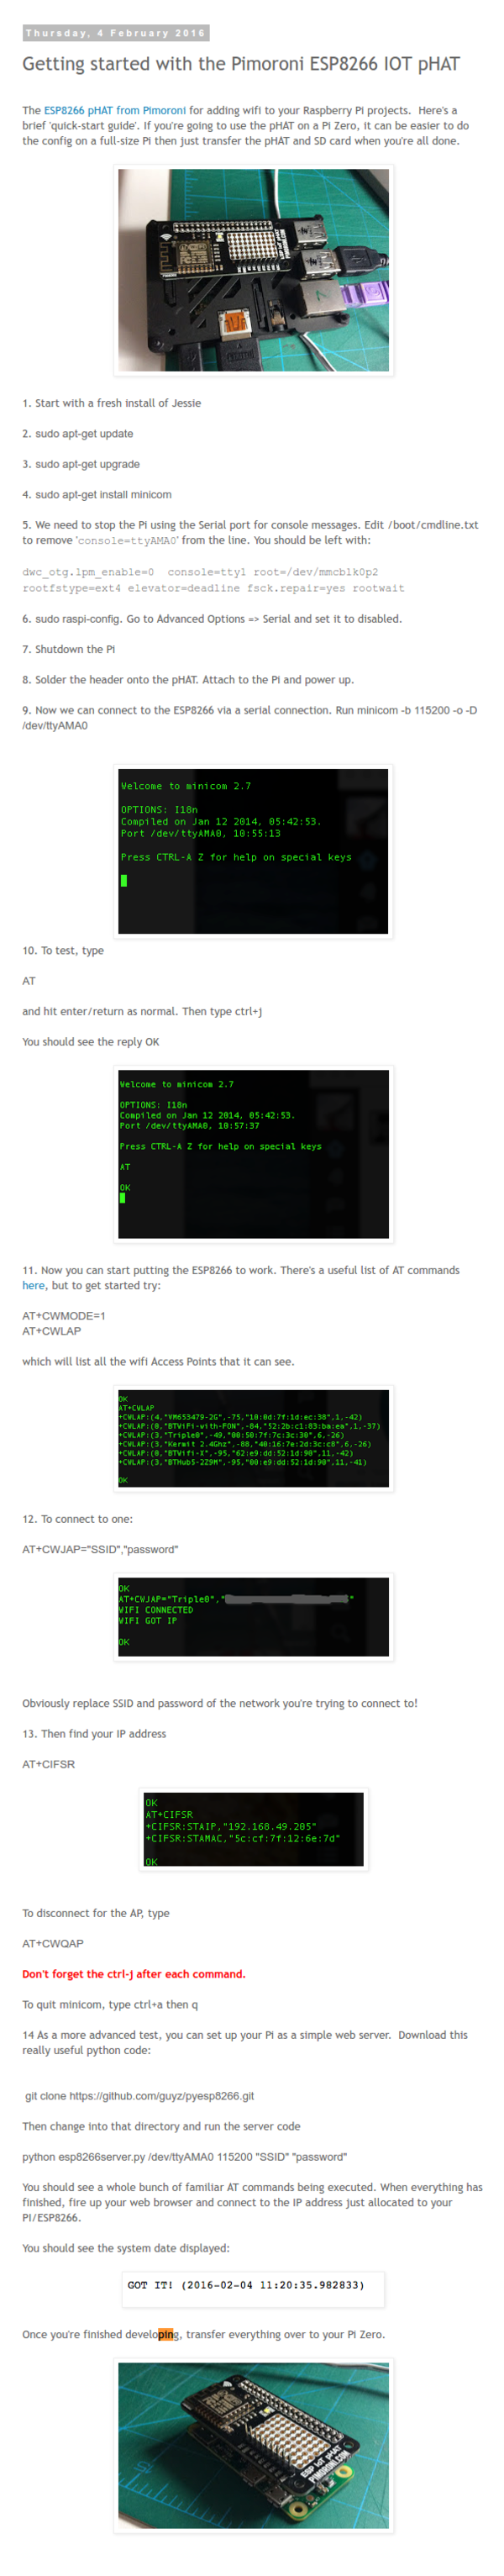 Thursday, 4 February 2016
Getting started with the Pimoroni ESP8266 IOT pHAT
The ESP8266 pHAT from Pimoroni for adding wifi to your Raspberry Pi projects. Here's a
brief 'quick-start guide'. If you're going to use the pHAT on a Pi Zero, it can be easier to do
the config on a full-size Pi then just transfer the pHAT and SD card when you're all done.
1. Start with a fresh install of Jessie
2. sudo apt-get update
3. sudo apt-get upgrade
4. sudo apt-get install minicom
5. We need to stop the Pi using the Serial port for console messages. Edit /boot/cmdline.txt
to remove 'console=ttyAMA0' from the line. You should be left with:
dwc_otg.lpm_enable=0 console=tty1 root=/dev/mmcblk0p2
rootfstype=ext4 elevator=deadline fsck.repair=yes rootwait
6. sudo raspi-config. Go to Advanced Options => Serial and set it to disabled.
7. Shutdown the Pi
8. Solder the header onto the pHAT. Attach to the Pi and power up.
9. Now we can connect to the ESP8266 via a serial connection. Run minicom -b 115200 -o -D
/dev/ttyAMA0
Welcome to minicom 2.7
OPTIONS: I18n
Compiled on Jan 12 2014, 05:42:53.
Port /dev/ttyAMA0, 10:55:13
Press CTRL-A Z for help on special keys
10. To test, type
AT
and hit enter/return as normal. Then type ctrl+j
You should see the reply OK
Welcome to minicom 2.7
OPTIONS: I18n
Compiled on Jan 12 2014, 05:42:53.
Port /dev/ttyAMA0, 10:57:37
Press CTRL-A Z for help on special keys
AT
OK
11. Now you can start putting the ESP8266 to work. There's a useful list of AT commands
here, but to get started try:
AT+CWMODE=1
AT+CWLAP
which will list all the wifi Access Points that it can see.
OK
AT+CWLAP
+CWLAP:(4,"VM653479-2G",-75,"10:0d:7f:1d:ec:38",1,-42)
+CWLAP:(0,"BTWiFi-with-FON",-84,"52:2b:c1:83:ba:ea",1,-37)
+CWLAP:(3,"Triple0",-49,"00:50:7f:7c:3c:30",6,-26)
+CWLAP:(3,"Kermit 2.4Ghz",-88,"40:16:7e:2d:3c:c8",6,-26)
+CWLAP:(0,"BTWifi-X",-95,"62:e9:dd:52:1d:90",11,-42)
+CWLAP:(3,"BTHub5-2Z9M",-95,"00:e9:dd:52:1d:90",11,-41)
OK
12. To connect to one:
AT+CWJAP="SSID","password"
OK
AT+CWJAP="Triple0"," "
WIFI CONNECTED
WIFI GOT IP
OK
Obviously replace SSID and password of the network you're trying to connect to!
13. Then find your IP address
AT+CIFSR
OK
AT+CIFSR
+CIFSR:STAIP,"192.168.49.205"
+CIFSR:STAMAC,"5c:cf:7f:12:6e:7d"
OK
To disconnect for the AP, type
AT+CWQAP
Don't forget the ctrl-j after each command.
To quit minicom, type ctrl+a then q
14 As a more advanced test, you can set up your Pi as a simple web server. Download this
really useful python code:
git clone https://github.com/guyz/pyesp8266.git
Then change into that directory and run the server code
python esp8266server.py /dev/ttyAMA0 115200 "SSID" "password"
You should see a whole bunch of familiar AT commands being executed. When everything has
finished, fire up your web browser and connect to the IP address just allocated to your
PI/ESP8266.
You should see the system date displayed:
GOT IT! (2016-02-04 11:20:35.982833)
Once you're finished developing, transfer everything over to your Pi Zero.
ESP IoT pHAT
PIMORONI.COM